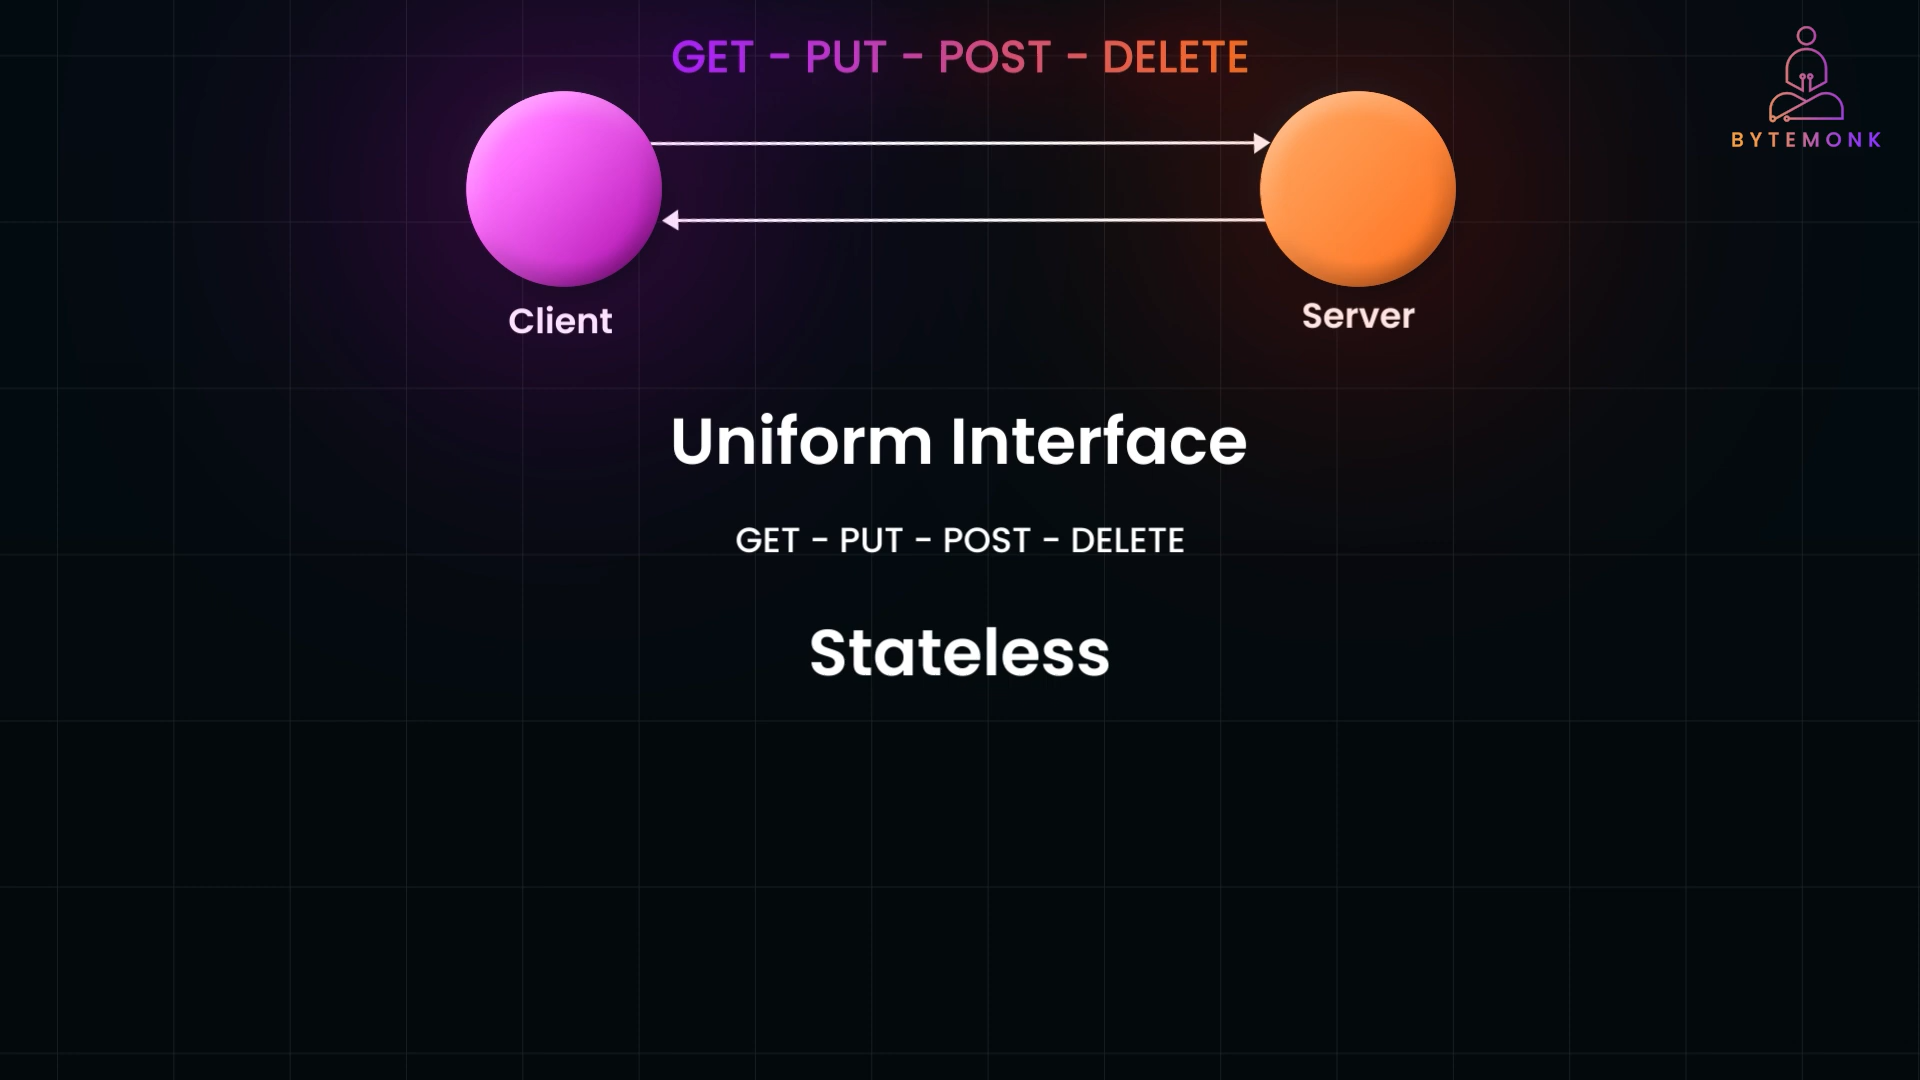 GET - PUT - POST - DELETE
BYTEMONK
Client
Server
Uniform Interface
GET - PUT - POST - DELETE
Stateless